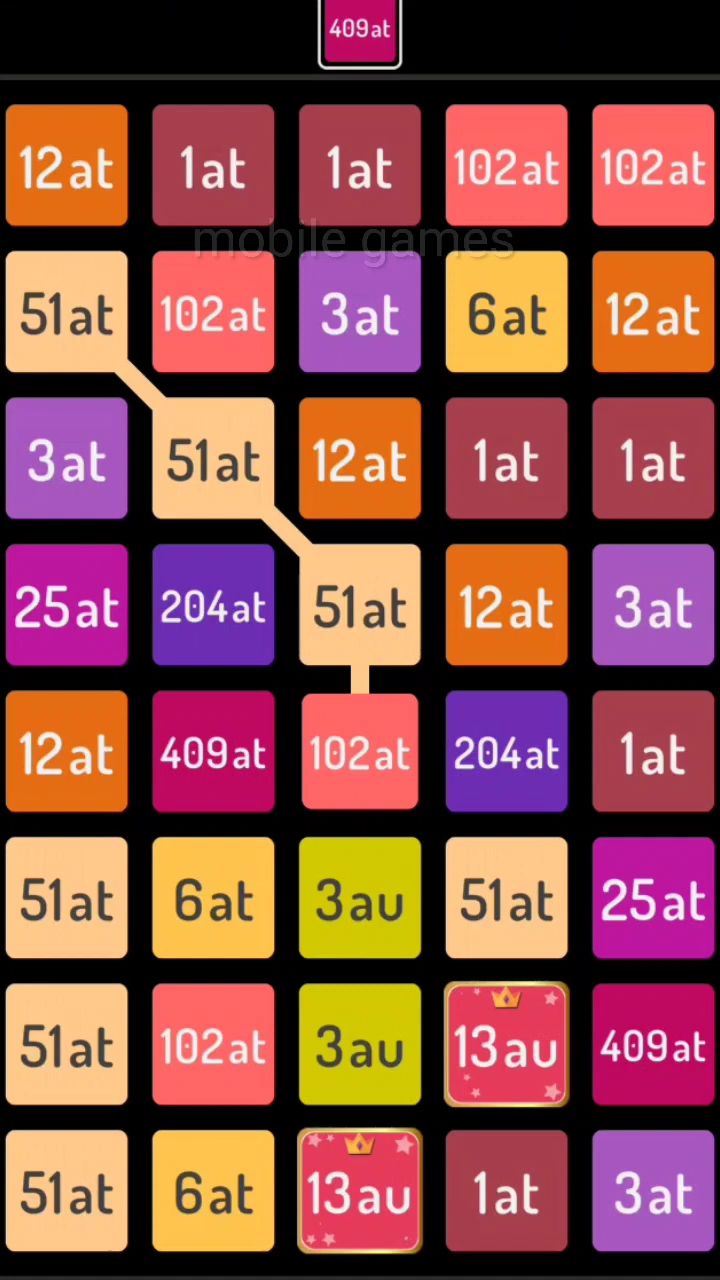 409at
12at 1at 1at 102at 102at
mobile games
51at 102at 3at 6at 12at
3at 51at 12at 1at 1at
25at 204at 51at 12at 3at
12at 409at 102at 204at 1at
51at 6at 3au 51at 25at
51at 102at 3au 13au 409at
51at 6at 13au 1at 3at